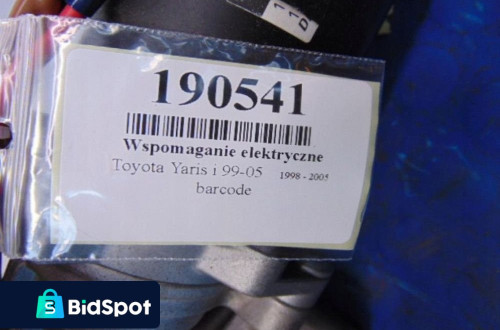 190541
Wspomaganie elektryczne
Toyota Yaris i 99-05 1998 - 2005
barcode
BidSpot